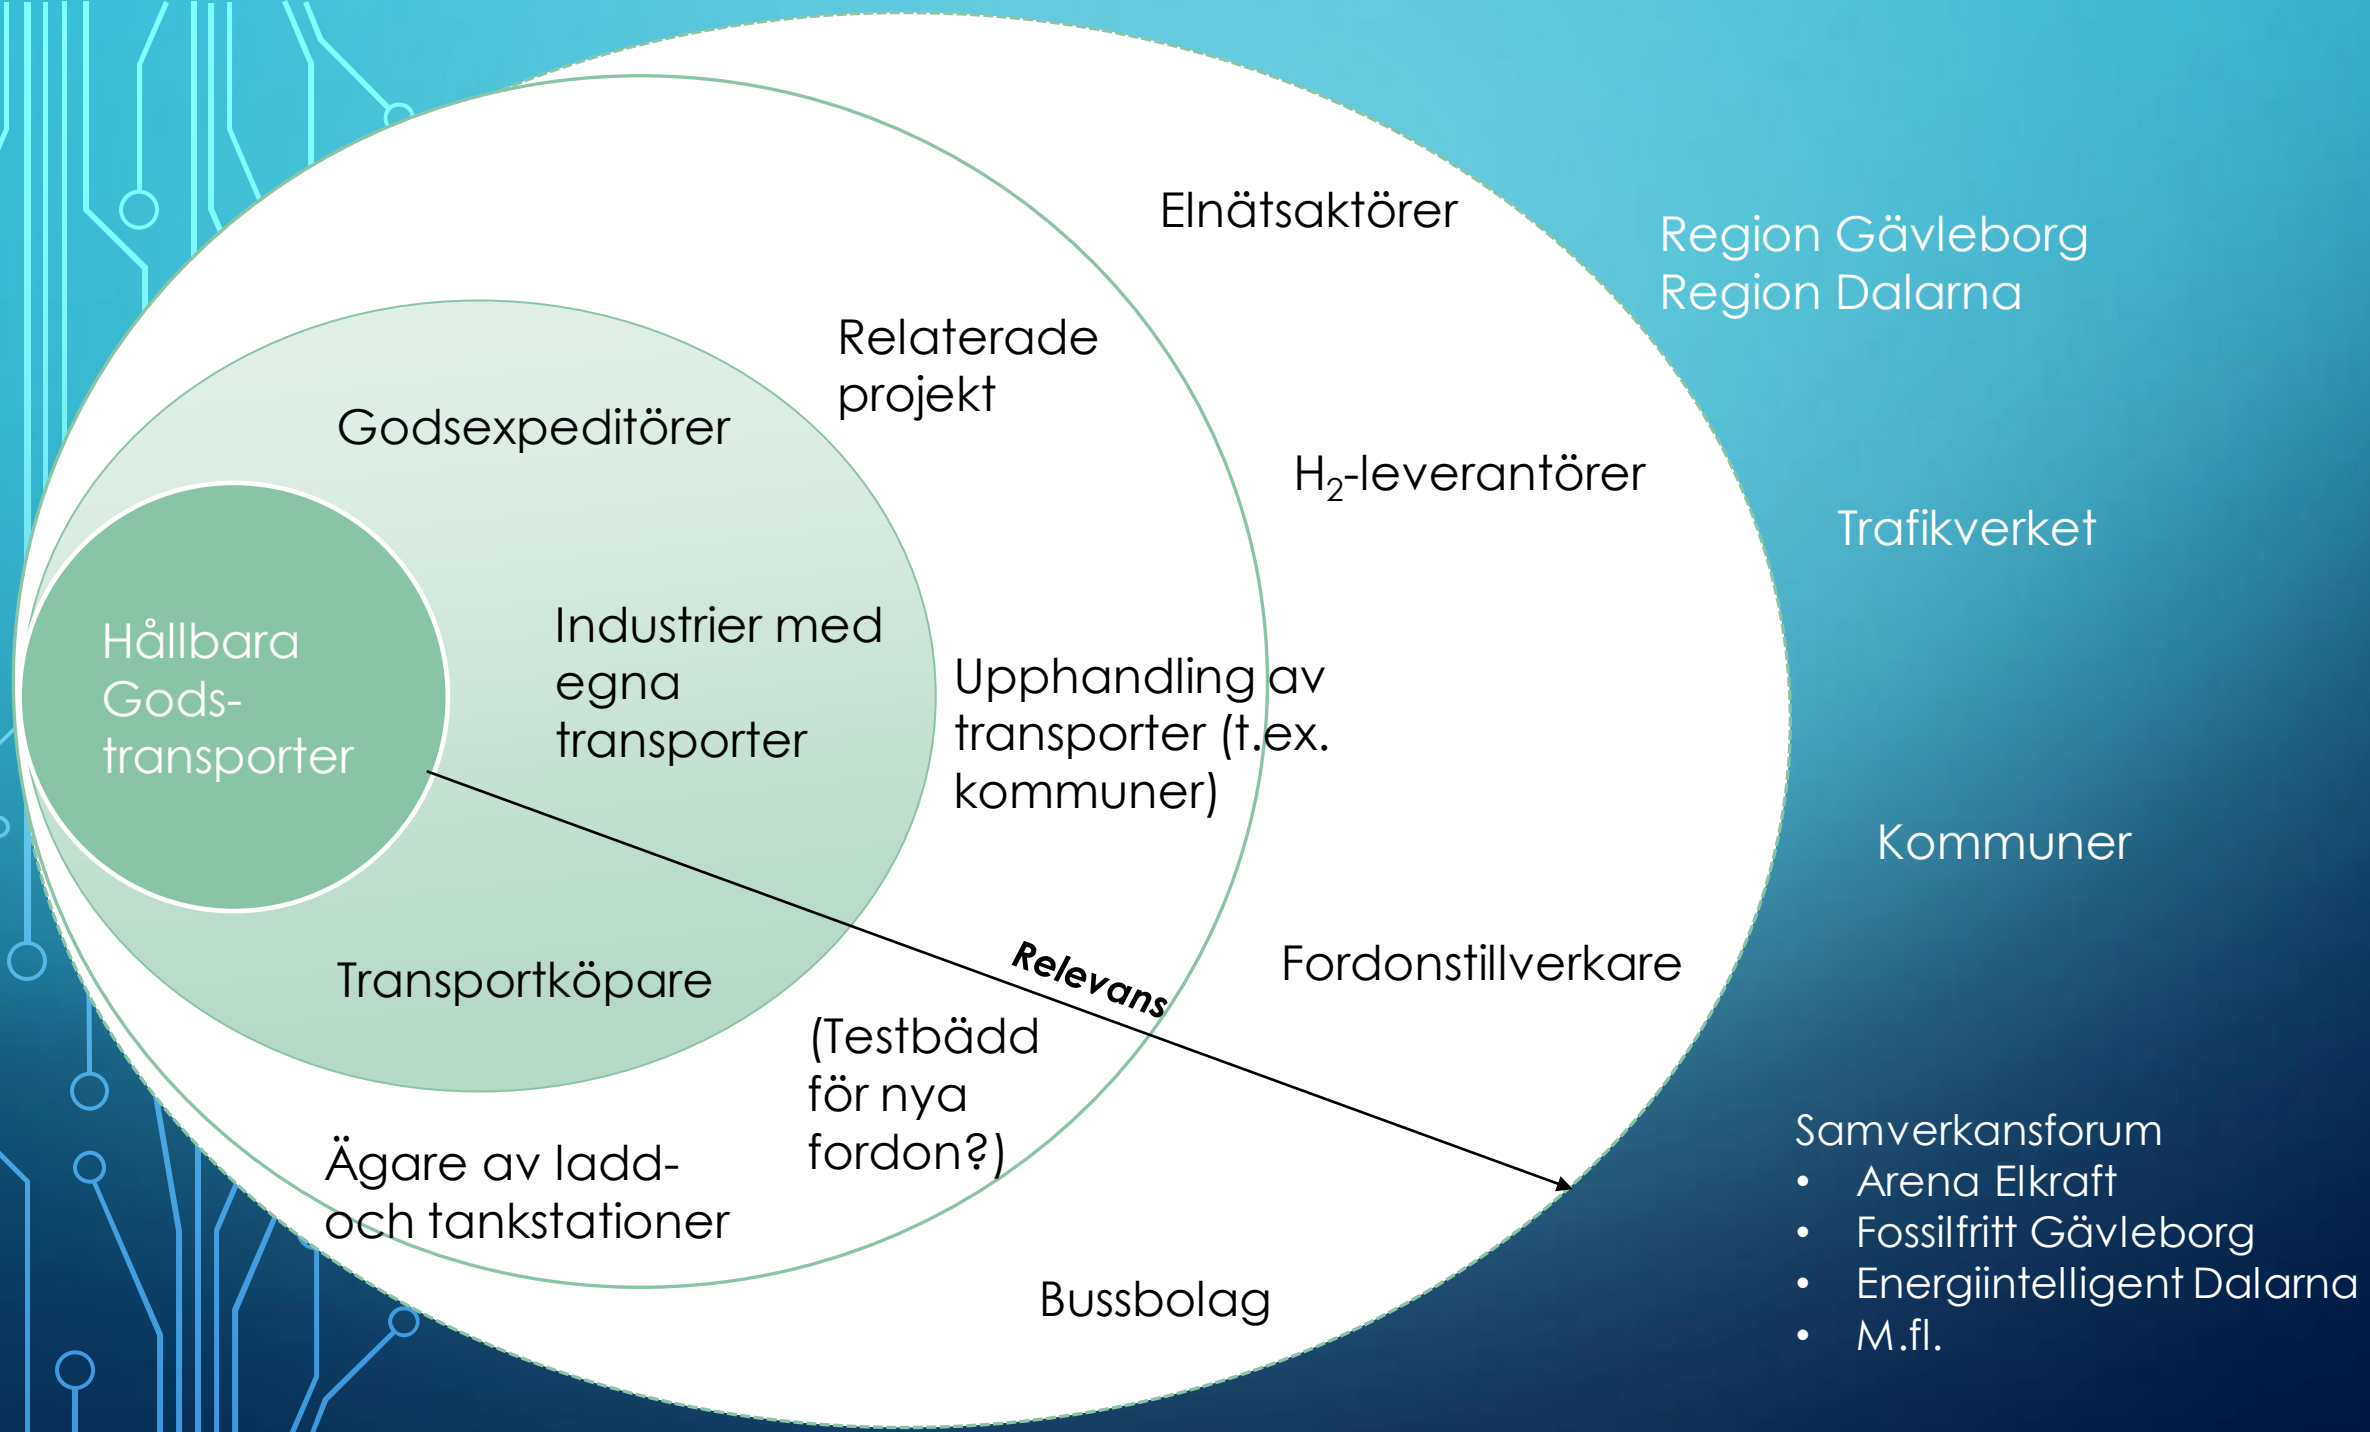 Hållbara
Gods-
transporter
Godsexpeditörer
Industrier med
egna
transporter
Transportköpare
Relaterade
projekt
Upphandling av
transporter (t.ex.
kommuner)
Relevans
(Testbädd
för nya
fordon?)
Ägare av ladd-
och tankstationer
Elnätsaktörer
H₂-leverantörer
Fordonstillverkare
Bussbolag
Region Gävleborg
Region Dalarna
Trafikverket
Kommuner
Samverkansforum
• Arena Elkraft
• Fossilfritt Gävleborg
• Energiintelligent Dalarna
• M.fl.